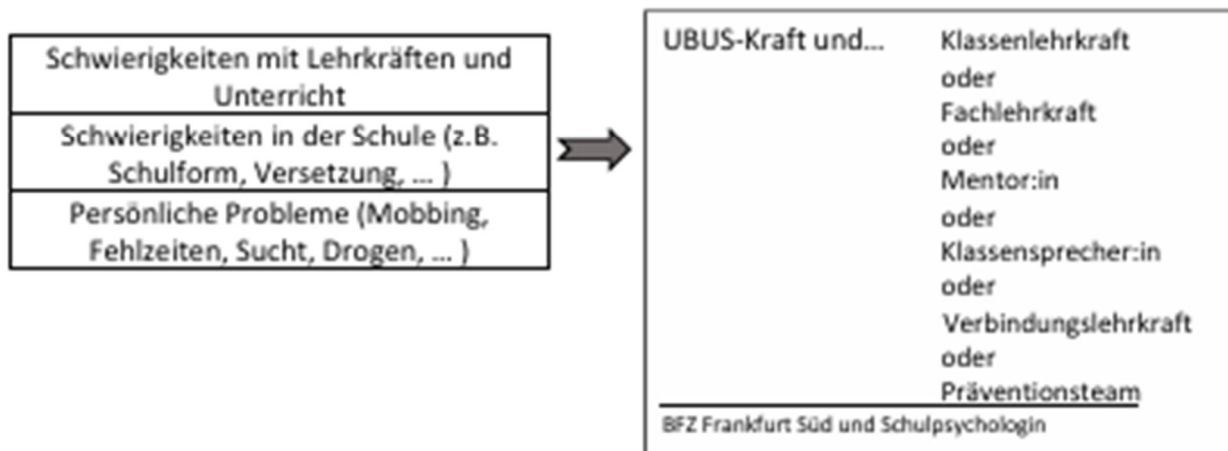 Schwierigkeiten mit Lehrkräften und
Unterricht
Schwierigkeiten in der Schule (z.B.
Schulform, Versetzung, ... )
Persönliche Probleme (Mobbing,
Fehlzeiten, Sucht, Drogen, ... )
UBUS-Kraft und... Klassenlehrkraft
oder
Fachlehrkraft
oder
Mentor:in
oder
Klassensprecher:in
oder
Verbindungslehrkraft
oder
Präventionsteam
BFZ Frankfurt Süd und Schulpsychologin